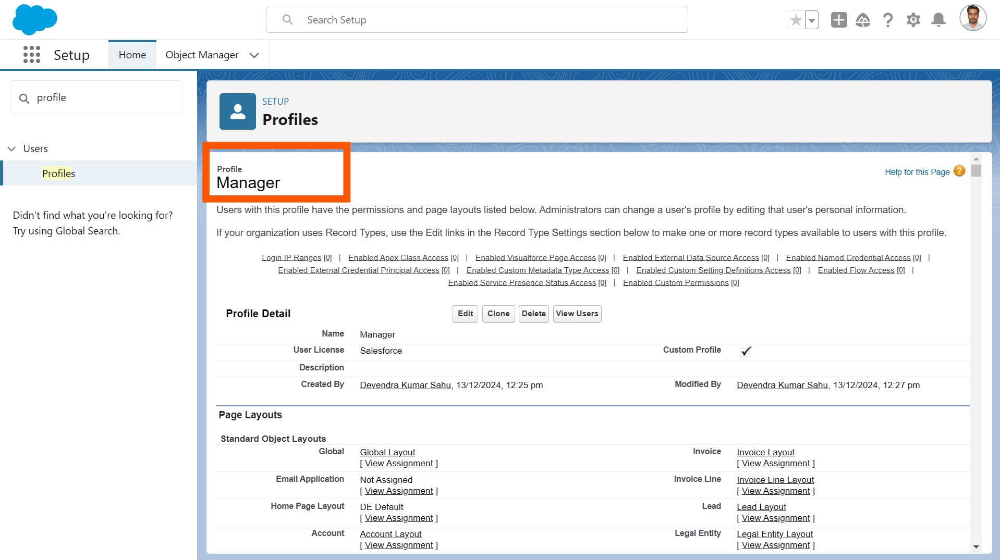 Search Setup
Setup
Home
Object Manager
profile
Users
Profiles
Didn't find what you're looking for?
Try using Global Search.
SETUP
Profiles
Profile
Manager
Help for this Page ?
Users with this profile have the permissions and page layouts listed below. Administrators can change a user's profile by editing that user's personal information.
If your organization uses Record Types, use the Edit links in the Record Type Settings section below to make one or more record types available to users with this profile.
Login IP Ranges [0] | Enabled Apex Class Access [0] | Enabled Visualforce Page Access [0] | Enabled External Data Source Access [0] | Enabled Named Credential Access [0] |
Enabled External Credential Principal Access [0] | Enabled Custom Metadata Type Access [0] | Enabled Custom Setting Definitions Access [0] | Enabled Flow Access [0] |
Enabled Service Presence Status Access [0] | Enabled Custom Permissions [0]
Profile Detail Edit Clone Delete View Users
Name Manager
User License Salesforce Custom Profile
Description
Created By Devendra Kumar Sahu, 13/12/2024, 12:25 pm Modified By Devendra Kumar Sahu, 13/12/2024, 12:27 pm
Page Layouts
Standard Object Layouts
Global Global Layout Invoice Invoice Layout
[ View Assignment ] [ View Assignment ]
Email Application Not Assigned Invoice Line Invoice Line Layout
[ View Assignment ] [ View Assignment ]
Home Page Layout DE Default Lead Lead Layout
[ View Assignment ] [ View Assignment ]
Account Account Layout Legal Entity Legal Entity Layout
[ View Assignment ] [ View Assignment ]